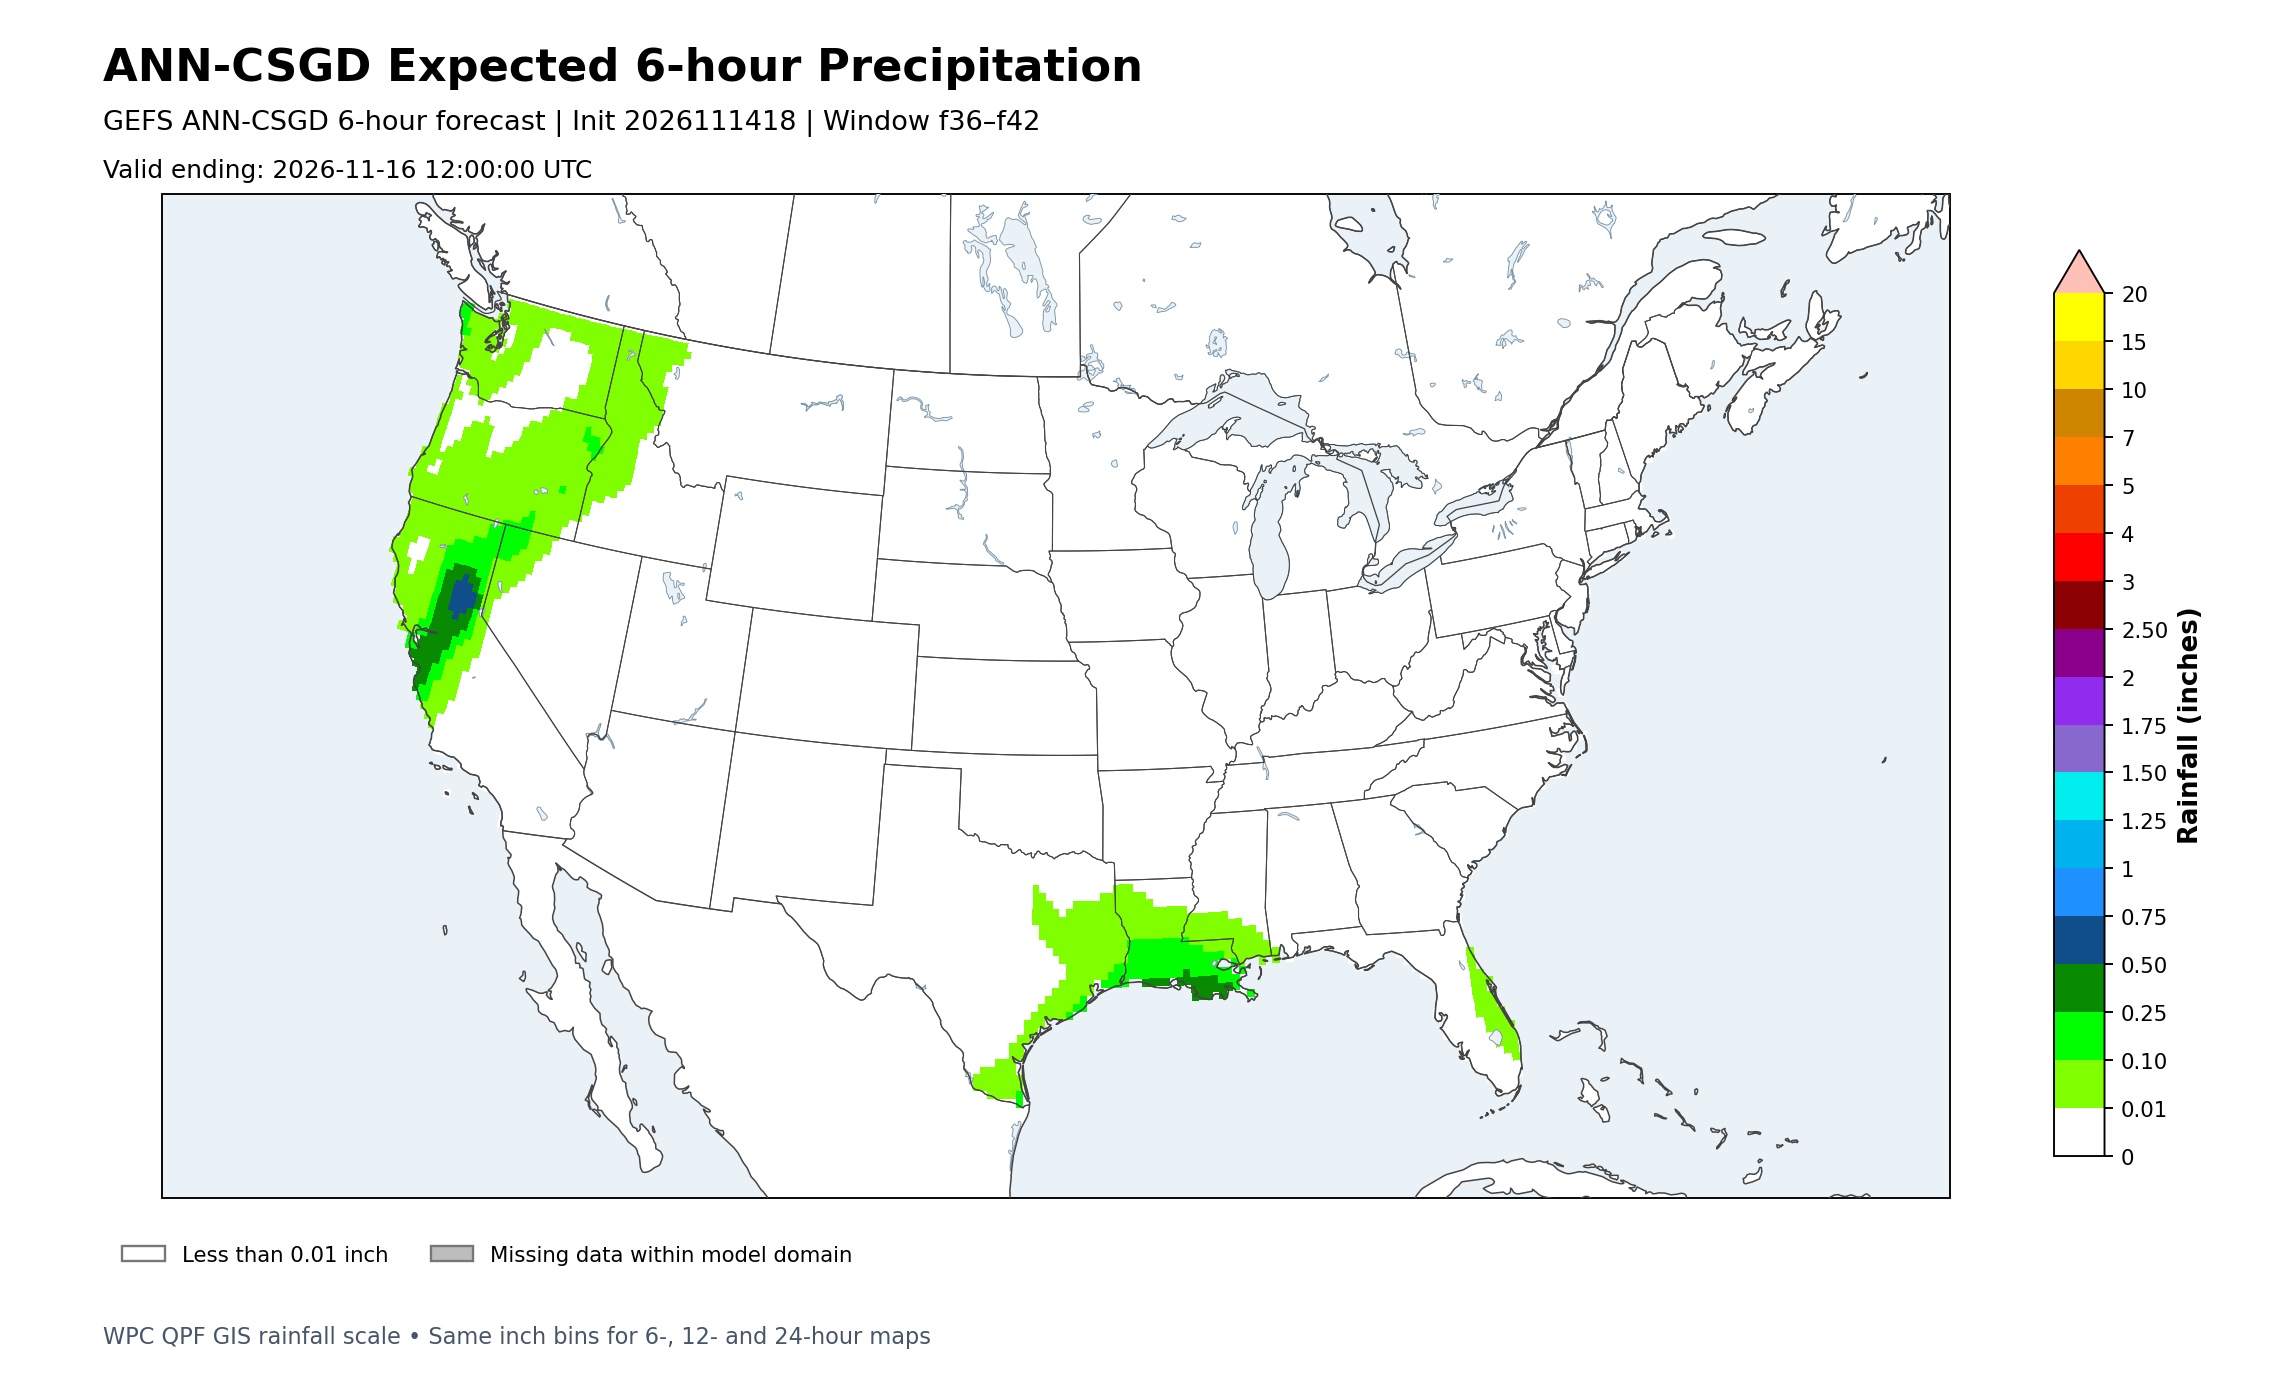 ANN-CSGD Expected 6-hour Precipitation
GEFS ANN-CSGD 6-hour forecast | Init 2026111418 | Window f36–f42
Valid ending: 2026-11-16 12:00:00 UTC
20
15
10
7
5
4
3
2.50
2
1.75
1.50
1.25
1
0.75
0.50
0.25
0.10
0.01
0
Rainfall (inches)
Less than 0.01 inch
Missing data within model domain
WPC QPF GIS rainfall scale • Same inch bins for 6-, 12- and 24-hour maps